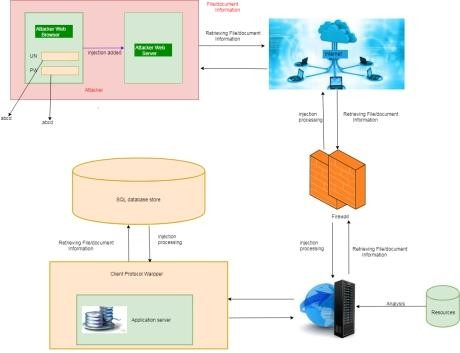 File/document
Information
Attacker Web
Browser
UN
PW
injection added
Attacker Web
Server
Attacker
abcd
abcd
Retrieving File/document
Information
Internet
injection
processing
Retrieving File/document
Information
Firewall
injection
processing
Retrieving File/document
Information
SQL database store
Retrieving File/document
Information
injection
processing
Client Protocol Warpper
Application server
Analysis
Resources